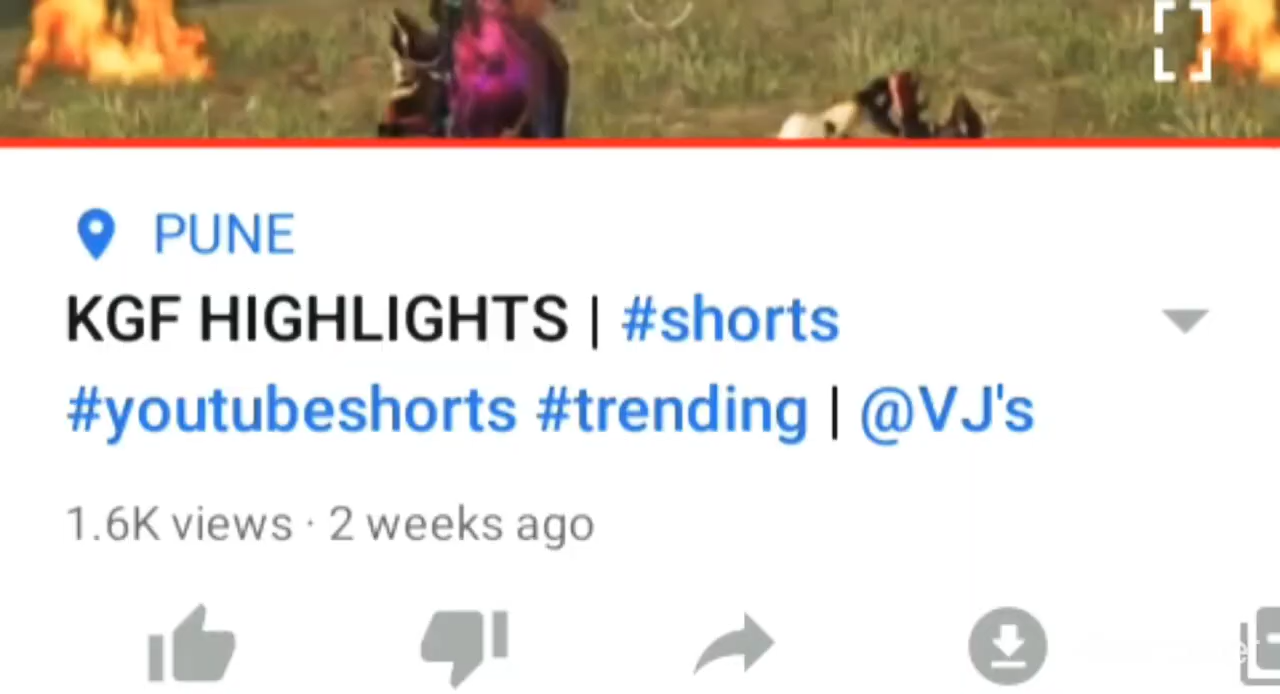 PUNE
KGF HIGHLIGHTS | #shorts
#youtubeshorts #trending | @VJ's
1.6K views · 2 weeks ago